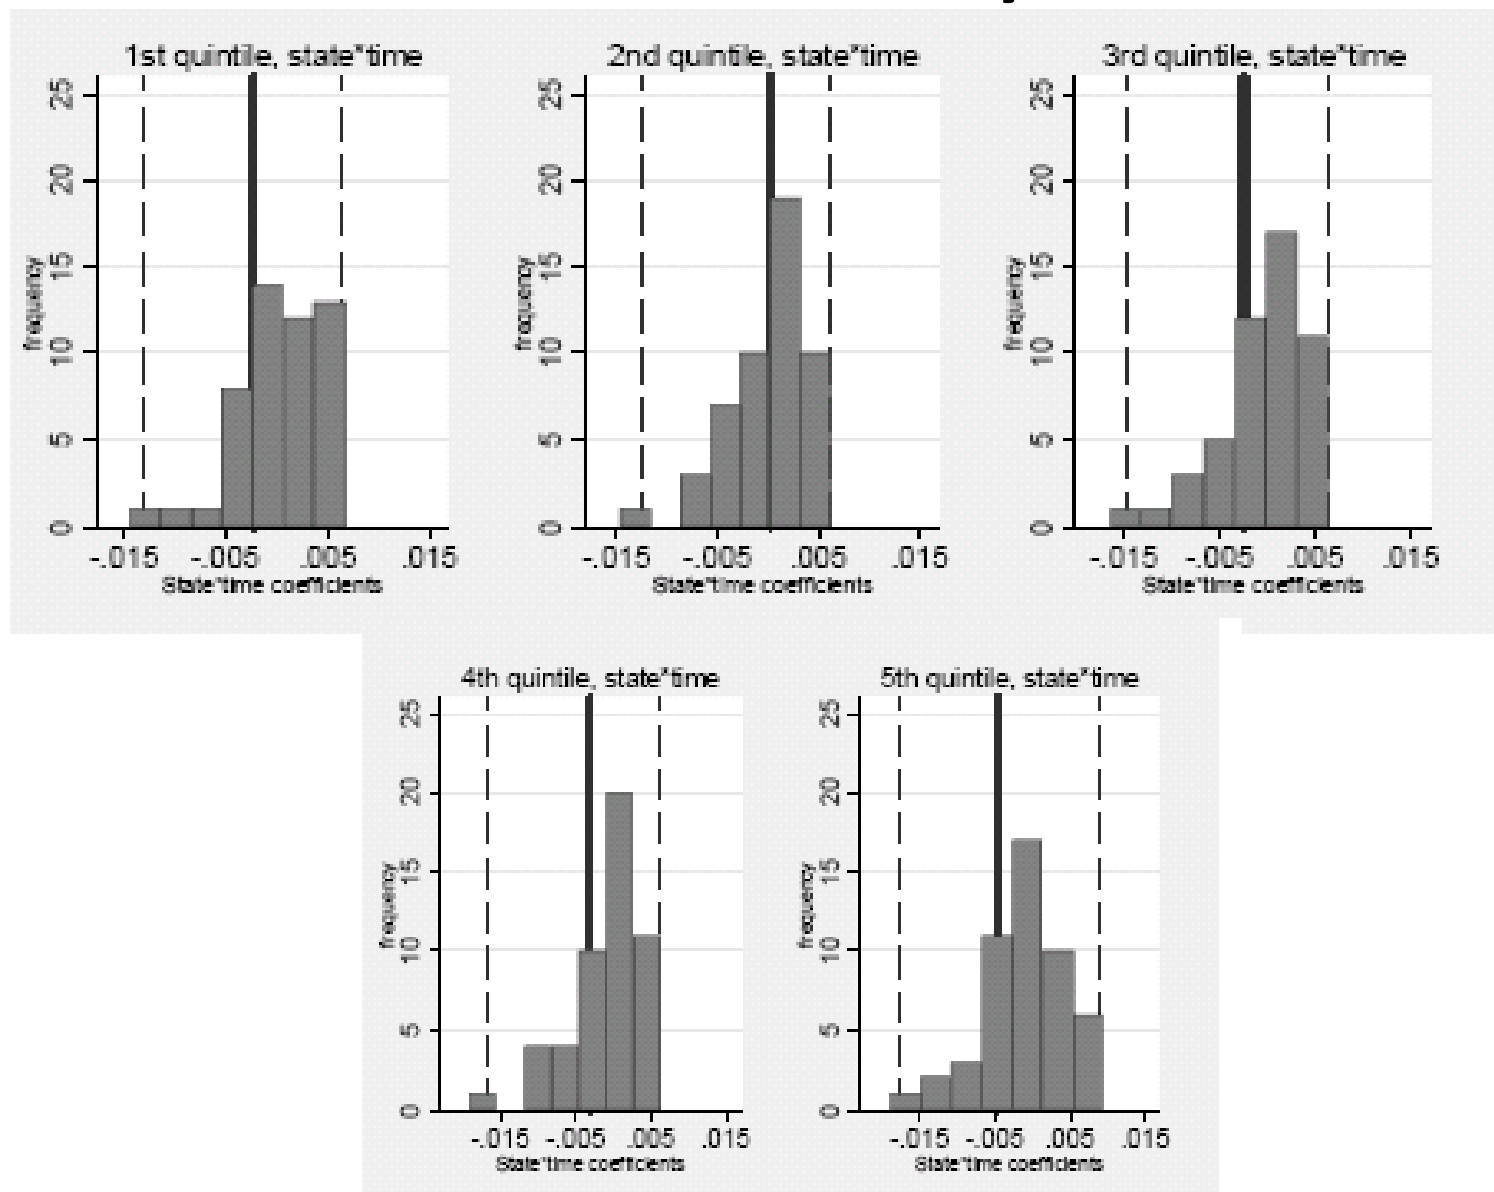 1st quintile, state*time
25
20
15
10
5
0
frequency
-.015 -.005 .005 .015
State*time coefficients
2nd quintile, state*time
25
20
15
10
5
0
frequency
-.015 -.005 .005 .015
State*time coefficients
3rd quintile, state*time
25
20
15
10
5
0
frequency
-.015 -.005 .005 .015
State*time coefficients
4th quintile, state*time
25
20
15
10
5
0
frequency
-.015 -.005 .005 .015
State*time coefficients
5th quintile, state*time
25
20
15
10
5
0
frequency
-.015 -.005 .005 .015
State*time coefficients